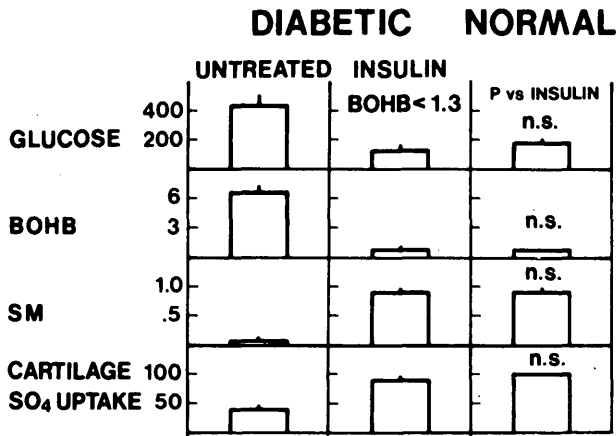 DIABETIC NORMAL
UNTREATED INSULIN
BOHB < 1.3
P vs INSULIN
GLUCOSE
400
200
n.s.
BOHB
6
3
n.s.
SM
1.0
.5
n.s.
CARTILAGE
SO₄ UPTAKE
100
50
n.s.